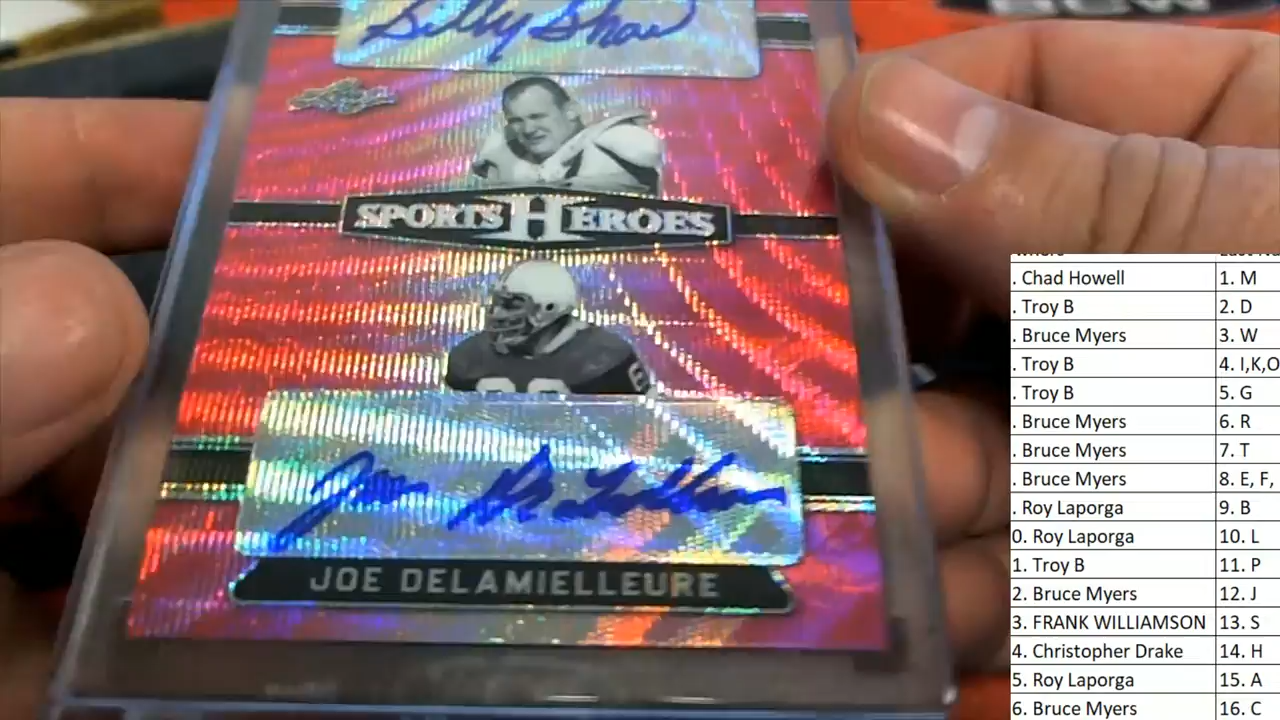 BCW
Billy Shaw
Leaf
SPORTS HEROES
JOE DELAMIELLEURE
. Chad Howell 1. M
. Troy B 2. D
. Bruce Myers 3. W
. Troy B 4. I,K,O
. Troy B 5. G
. Bruce Myers 6. R
. Bruce Myers 7. T
. Bruce Myers 8. E, F,
. Roy Laporga 9. B
0. Roy Laporga 10. L
1. Troy B 11. P
2. Bruce Myers 12. J
3. FRANK WILLIAMSON 13. S
4. Christopher Drake 14. H
5. Roy Laporga 15. A
6. Bruce Myers 16. C